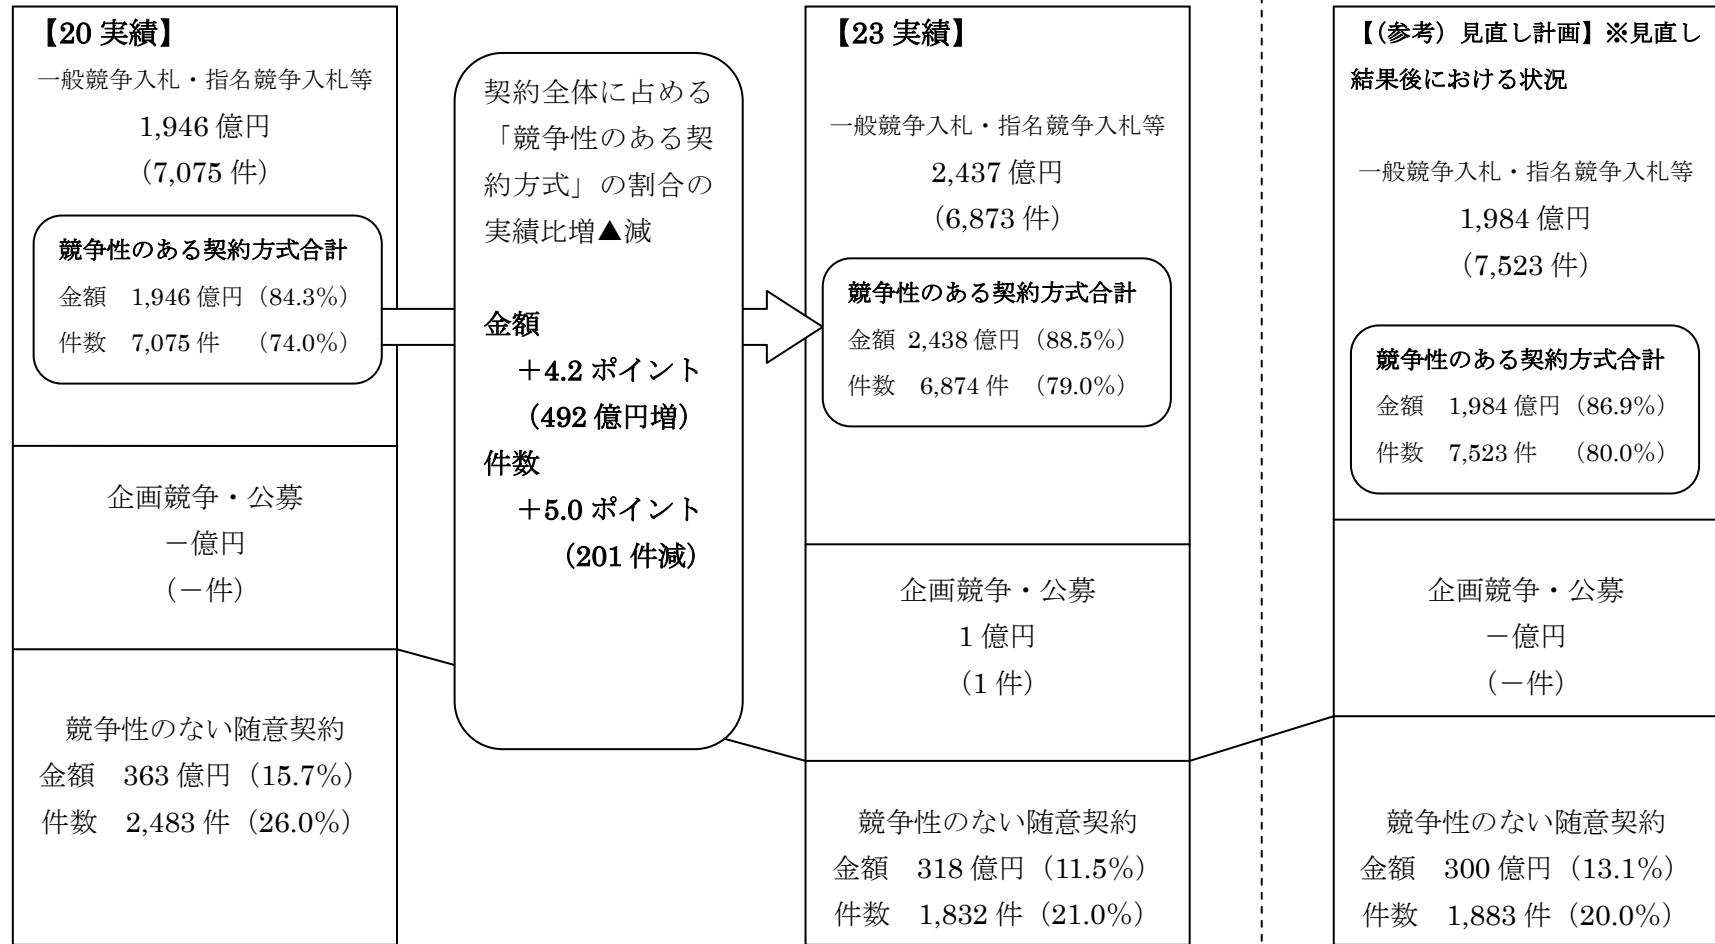 【20 実績】
一般競争入札・指名競争入札等
1,946 億円
（7,075 件）
競争性のある契約方式合計
金額　1,946 億円（84.3%）
件数　7,075 件　（74.0%）
企画競争・公募
－億円
（－件）
競争性のない随意契約
金額　363 億円（15.7%）
件数　2,483 件（26.0%）
契約全体に占める
「競争性のある契
約方式」の割合の
実績比増▲減
金額
＋4.2 ポイント
（492 億円増）
件数
＋5.0 ポイント
（201 件減）
【23 実績】
一般競争入札・指名競争入札等
2,437 億円
（6,873 件）
競争性のある契約方式合計
金額 2,438 億円（88.5%）
件数　6,874 件　（79.0%）
企画競争・公募
1 億円
（1 件）
競争性のない随意契約
金額　318 億円（11.5%）
件数　1,832 件（21.0%）
【（参考）見直し計画】※見直し
結果後における状況
一般競争入札・指名競争入札等
1,984 億円
（7,523 件）
競争性のある契約方式合計
金額　1,984 億円（86.9%）
件数　7,523 件　（80.0%）
企画競争・公募
－億円
（－件）
競争性のない随意契約
金額　300 億円（13.1%）
件数　1,883 件（20.0%）